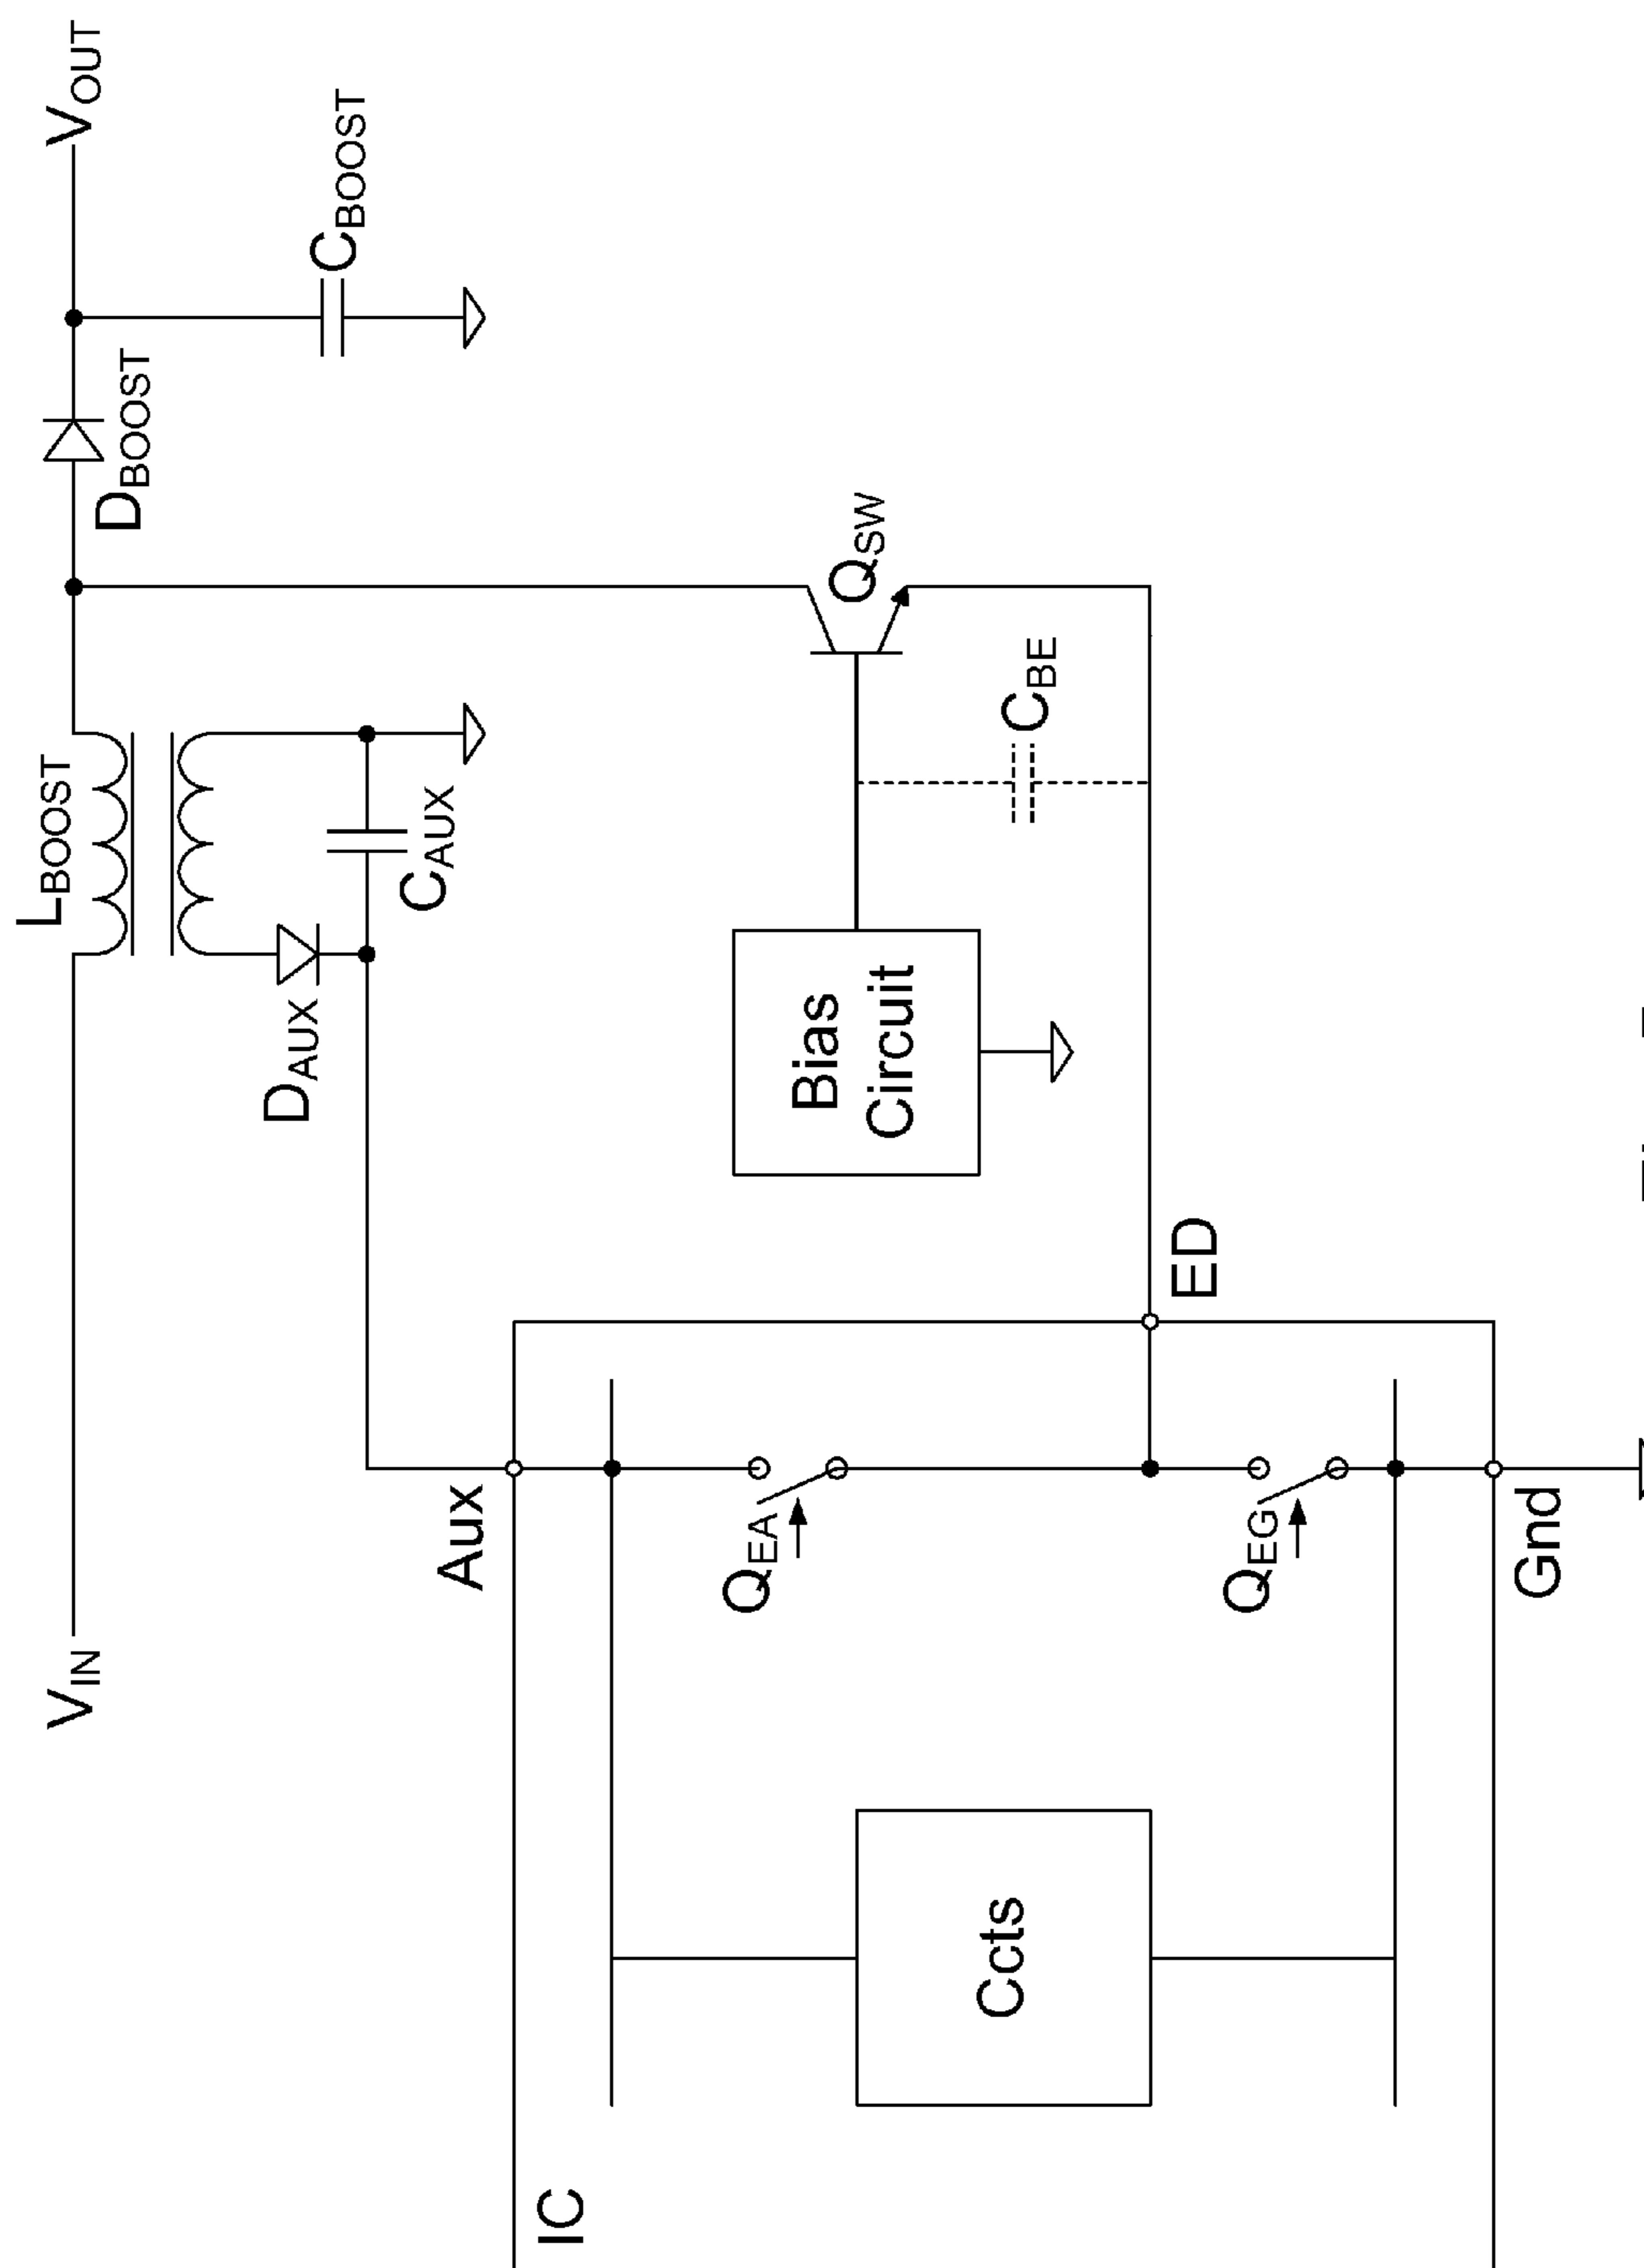 V_IN
L_BOOST
D_BOOST
V_OUT
D_AUX
C_AUX
C_BOOST
Aux
IC
Q_EA
Bias
Circuit
Q_SW
C_BE
Ccts
ED
Q_EG
Gnd